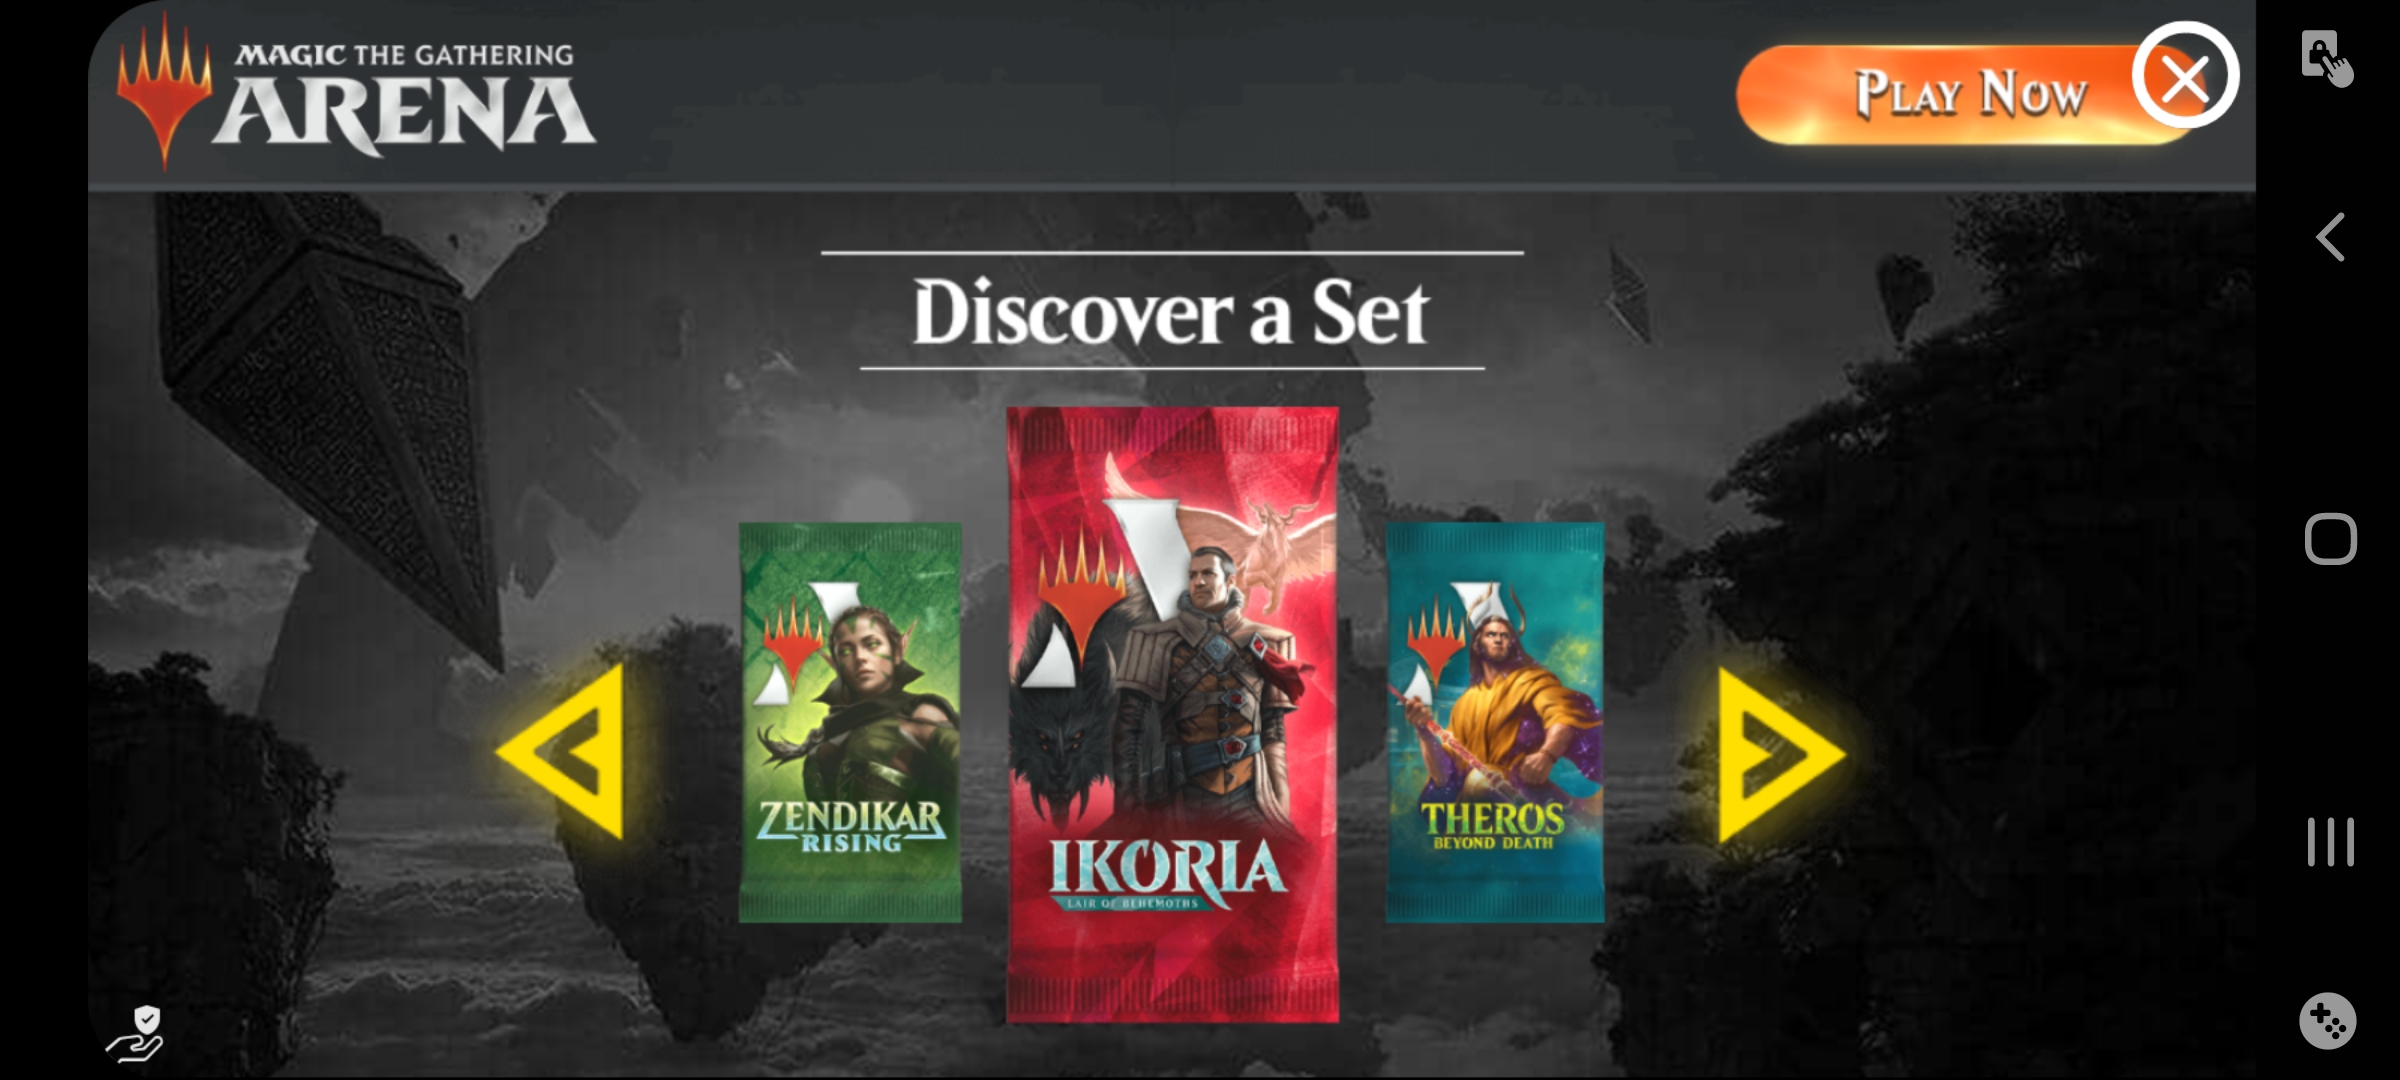 MAGIC THE GATHERING
ARENA
PLAY NOW
Discover a Set
ZENDIKAR
RISING
IKORIA
LAIR OF BEHEMOTHS
THEROS
BEYOND DEATH